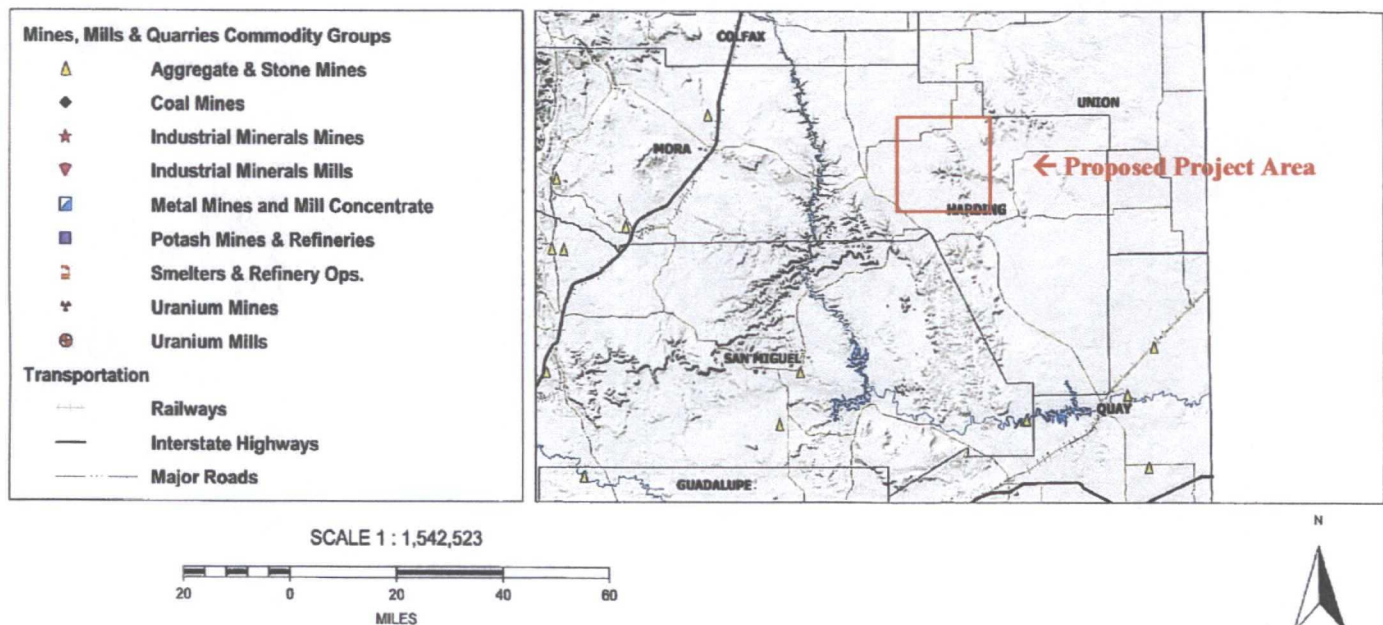 Mines, Mills & Quarries Commodity Groups
Aggregate & Stone Mines
Coal Mines
Industrial Minerals Mines
Industrial Minerals Mills
Metal Mines and Mill Concentrate
Potash Mines & Refineries
Smelters & Refinery Ops.
Uranium Mines
Uranium Mills
Transportation
Railways
Interstate Highways
Major Roads
COLFAX
UNION
MORA
← Proposed Project Area
HARDING
SAN MIGUEL
QUAY
GUADALUPE
SCALE 1 : 1,542,523
20 0 20 40 60
MILES
N